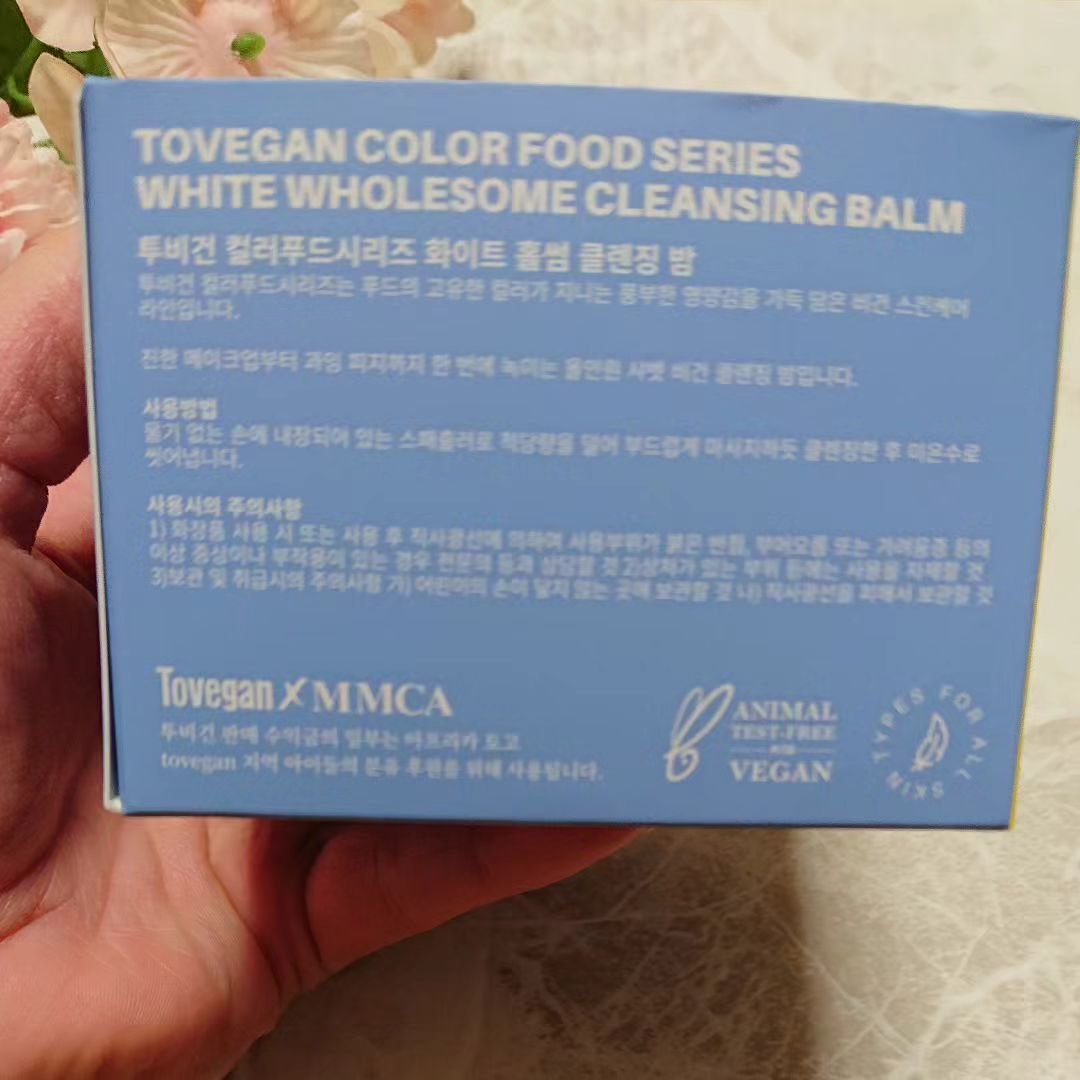 TOVEGAN COLOR FOOD SERIES
WHITE WHOLESOME CLEANSING BALM
투비건 컬러푸드시리즈 화이트 홀썸 클렌징 밤
투비건 컬러푸드시리즈는 푸드의 고유한 컬러가 지니는 풍부한 영양감을 가득 담은 비건 스킨케어
라인입니다.
진한 메이크업부터 과잉 피지까지 한 번에 녹이는 올인원 샤벳 비건 클렌징 밤입니다.
사용방법
물기 없는 손에 내장되어 있는 스패츌러로 적당량을 덜어 부드럽게 마사지하듯 클렌징한 후 미온수로
씻어냅니다.
사용시의 주의사항
1) 화장품 사용 시 또는 사용 후 직사광선에 의하여 사용부위가 붉은 반점, 부어오름 또는 가려움증 등의
이상 증상이나 부작용이 있는 경우 전문의 등과 상담할 것 2)상처가 있는 부위 등에는 사용을 자제할 것
3)보관 및 취급시의 주의사항 가) 어린이의 손이 닿지 않는 곳에 보관할 것 나) 직사광선을 피해서 보관할 것
Tovegan X MMCA
투비건 판매 수익금의 일부는 아프리카 토고
tovegan 지역 아이들의 분유 후원를 위해 사용됩니다.
ANIMAL
TEST-FREE
VEGAN
FOR ALL SKIN TYPES